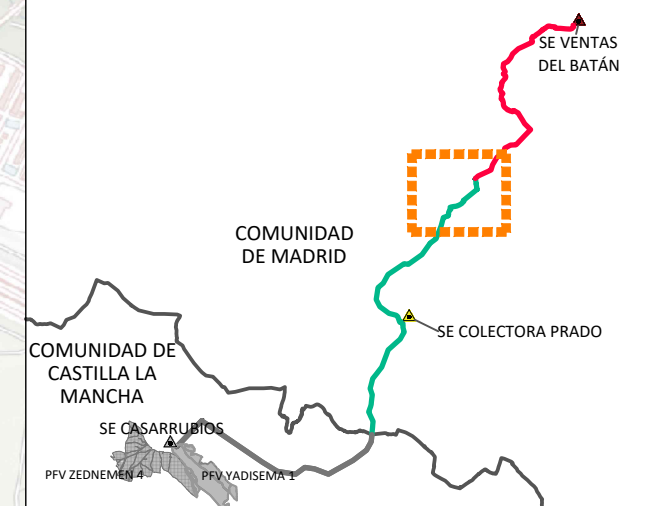 SE VENTAS
DEL BATÁN
COMUNIDAD
DE MADRID
SE COLECTORA PRADO
COMUNIDAD DE
CASTILLA LA
MANCHA
SE CASARRUBIOS
PFV ZEDNEMEN 4
PFV YADISEMA 1